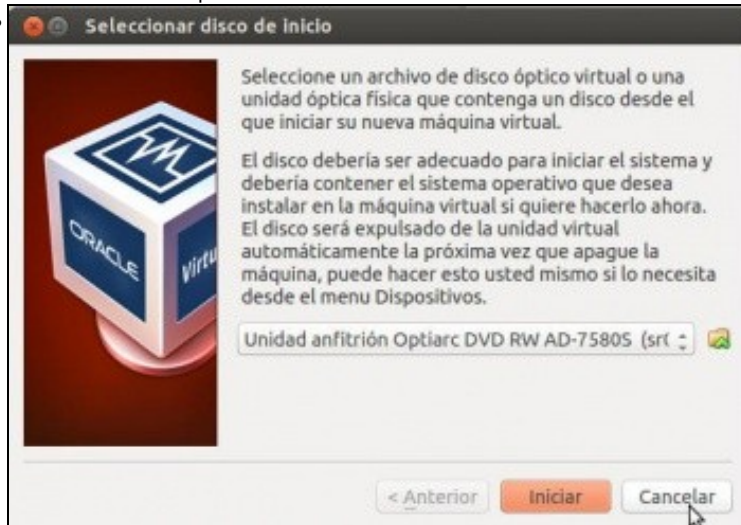 Seleccionar disco de inicio
Seleccione un archivo de disco óptico virtual o una
unidad óptica física que contenga un disco desde el
que iniciar su nueva máquina virtual.
El disco debería ser adecuado para iniciar el sistema y
debería contener el sistema operativo que desea
instalar en la máquina virtual si quiere hacerlo ahora.
El disco será expulsado de la unidad virtual
automáticamente la próxima vez que apague la
máquina, puede hacer esto usted mismo si lo necesita
desde el menu Dispositivos.
ORACLE
Virtu
Unidad anfitrión Optiarc DVD RW AD-7580S (sr(
< Anterior
Iniciar
Cancelar